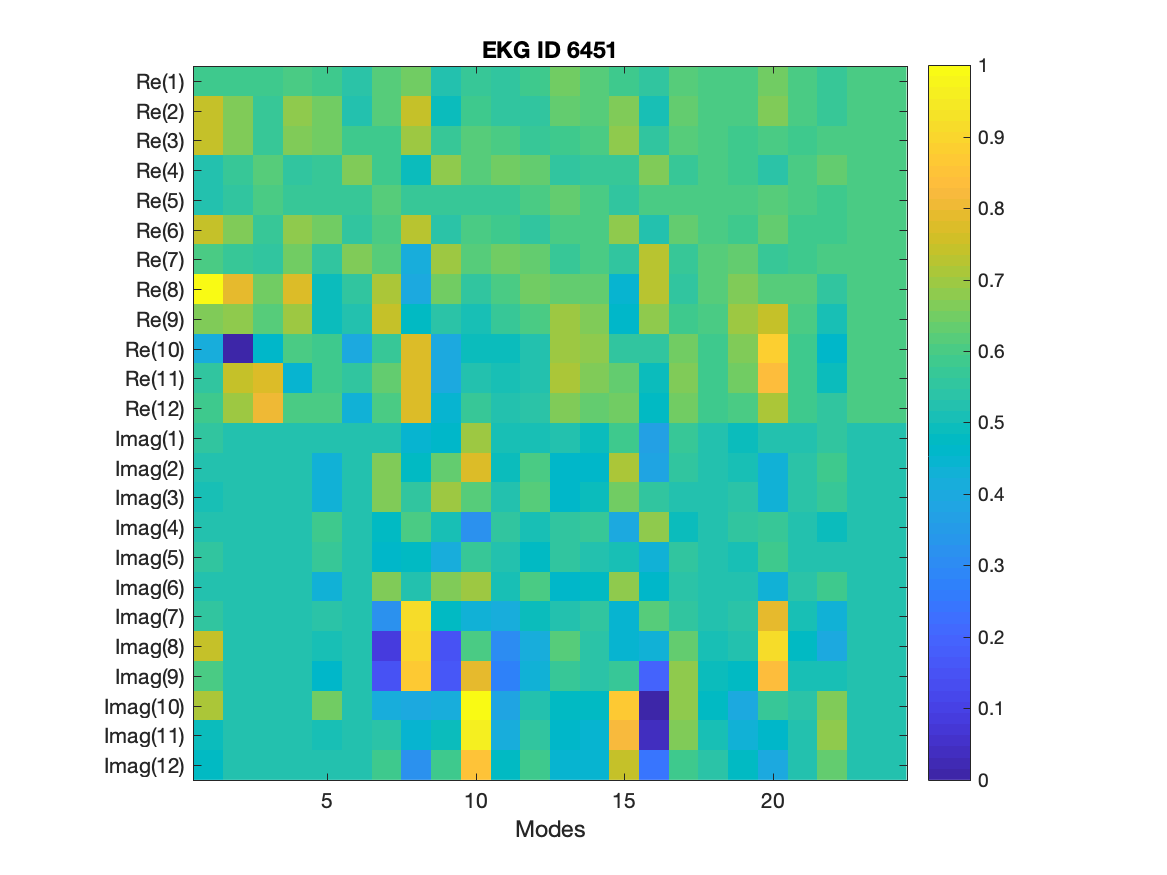 EKG ID 6451
Re(1)
Re(2)
Re(3)
Re(4)
Re(5)
Re(6)
Re(7)
Re(8)
Re(9)
Re(10)
Re(11)
Re(12)
Imag(1)
Imag(2)
Imag(3)
Imag(4)
Imag(5)
Imag(6)
Imag(7)
Imag(8)
Imag(9)
Imag(10)
Imag(11)
Imag(12)
5 10 15 20
Modes
1
0.9
0.8
0.7
0.6
0.5
0.4
0.3
0.2
0.1
0